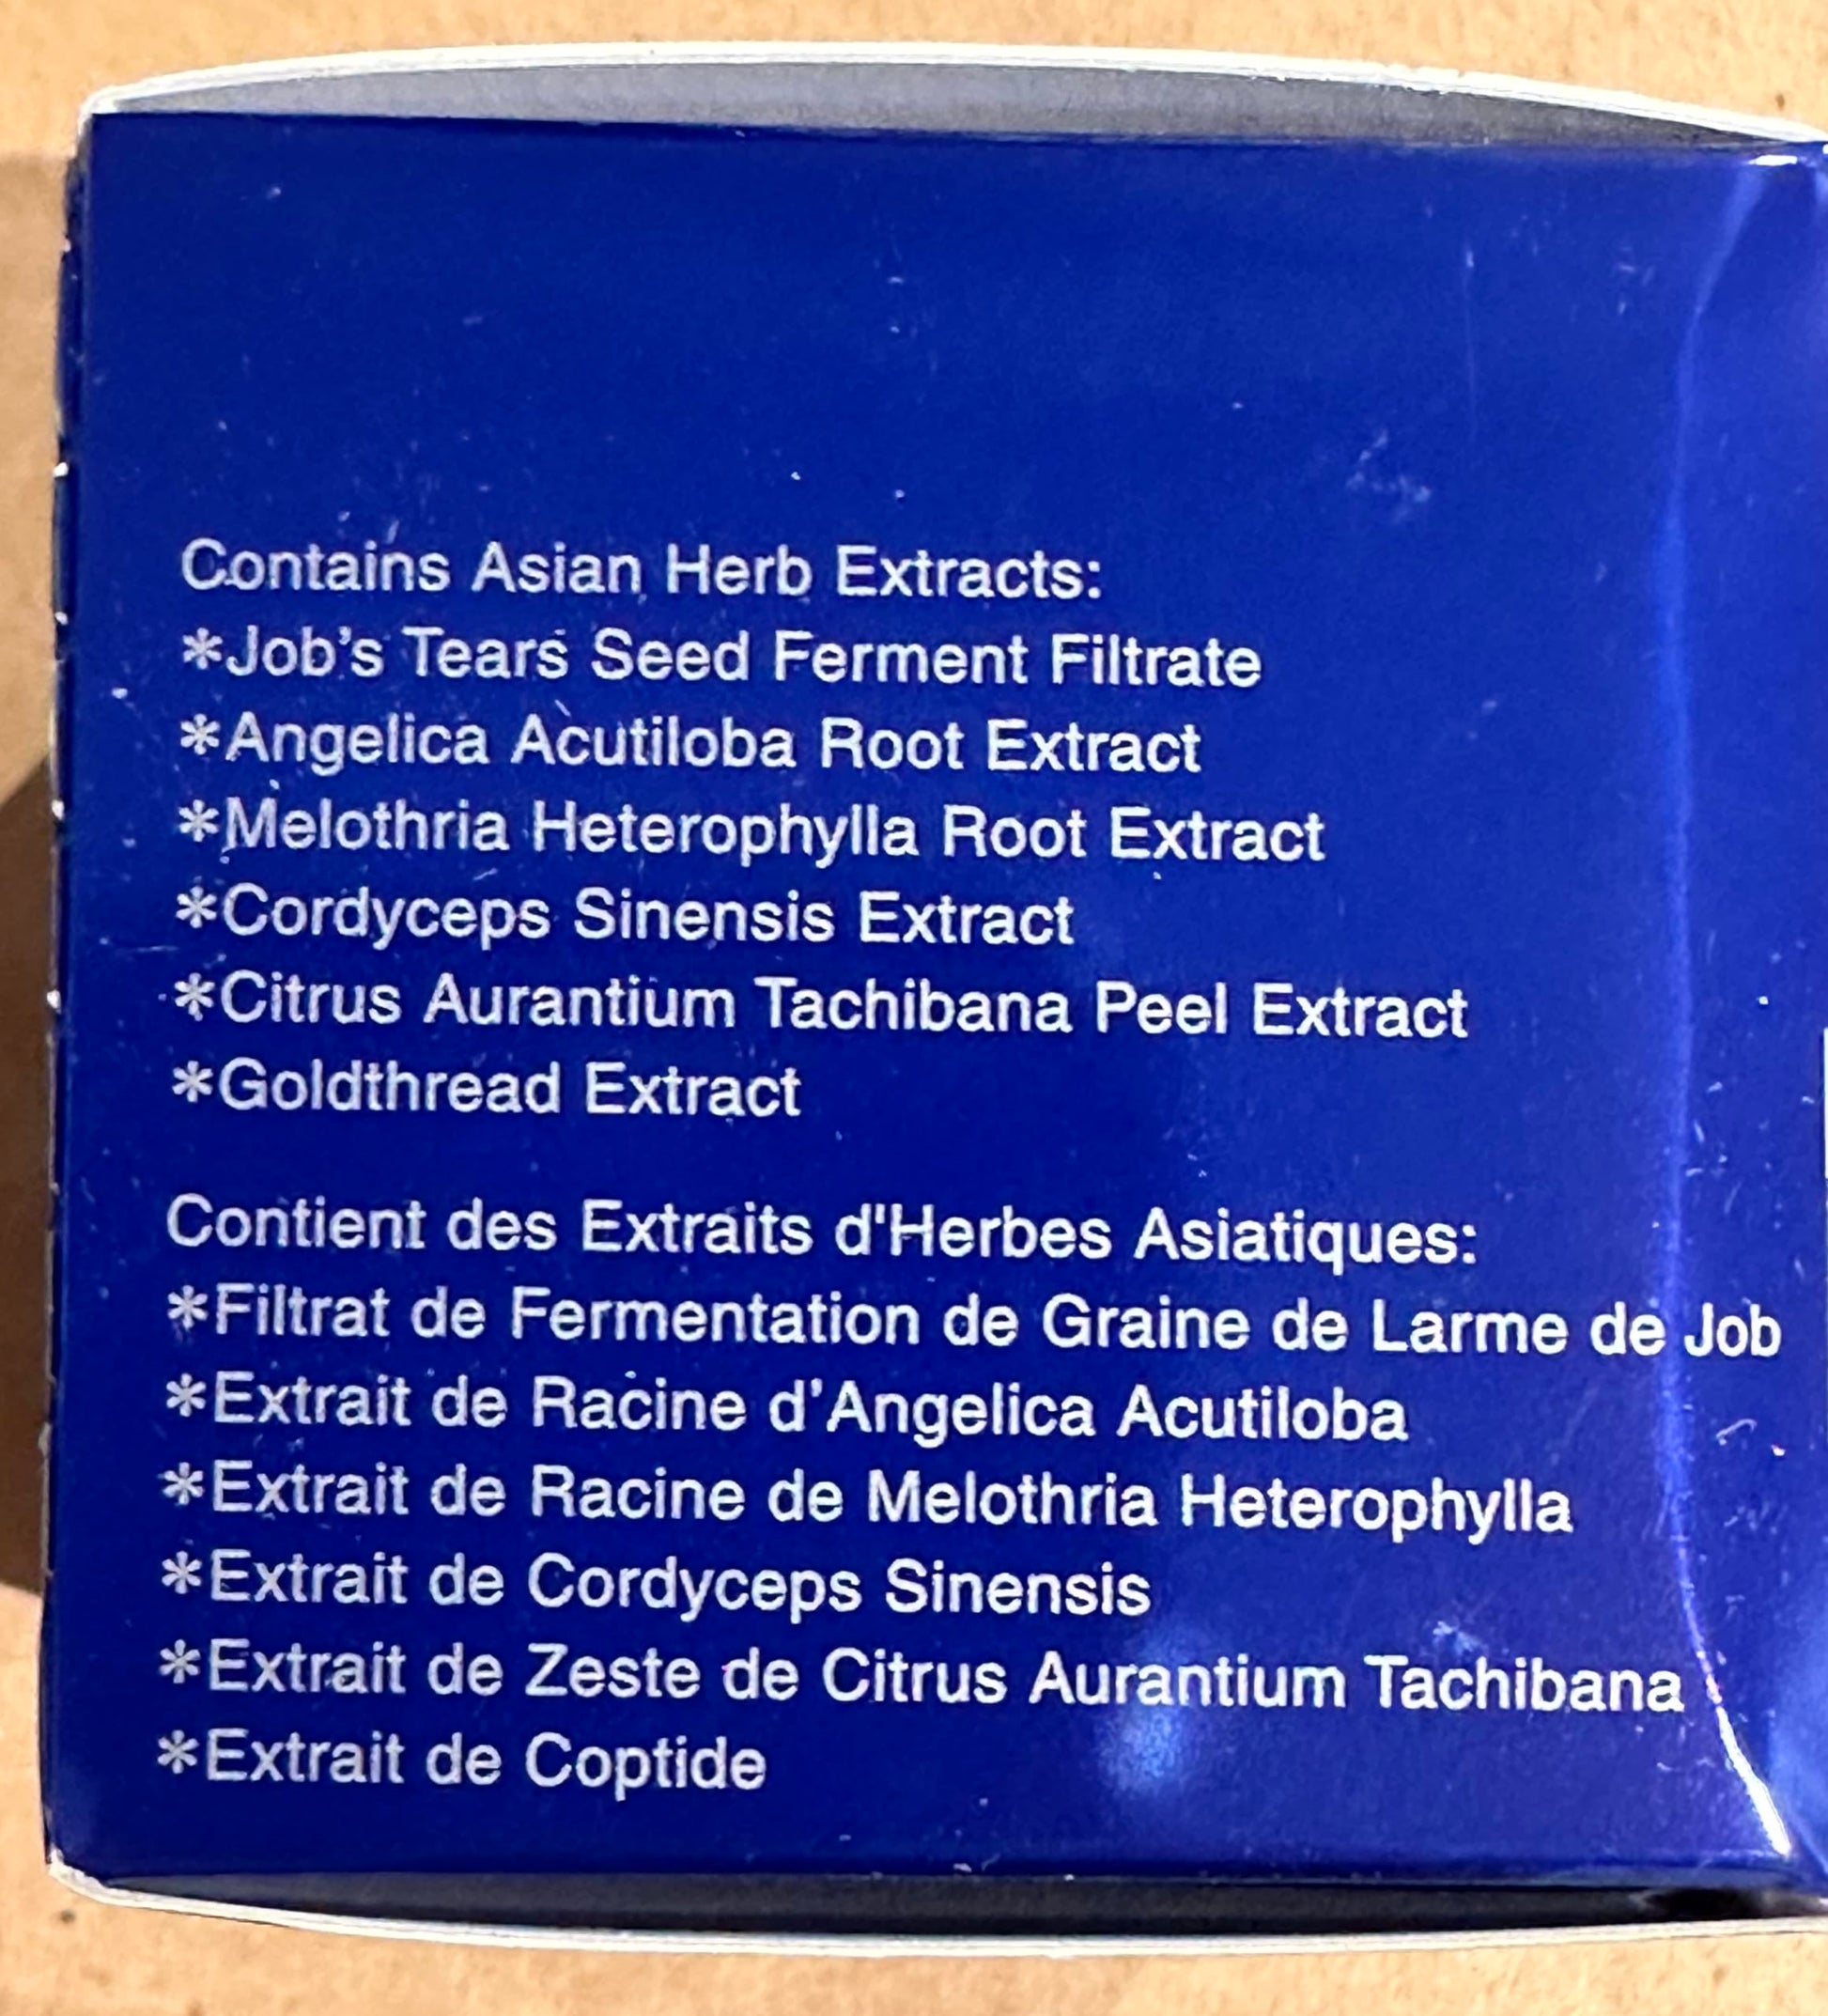 Contains Asian Herb Extracts:
*Job's Tears Seed Ferment Filtrate
*Angelica Acutiloba Root Extract
*Melothria Heterophylla Root Extract
*Cordyceps Sinensis Extract
*Citrus Aurantium Tachibana Peel Extract
*Goldthread Extract
Contient des Extraits d'Herbes Asiatiques:
*Filtrat de Fermentation de Graine de Larme de Job
*Extrait de Racine d'Angelica Acutiloba
*Extrait de Racine de Melothria Heterophylla
*Extrait de Cordyceps Sinensis
*Extrait de Zeste de Citrus Aurantium Tachibana
*Extrait de Coptide